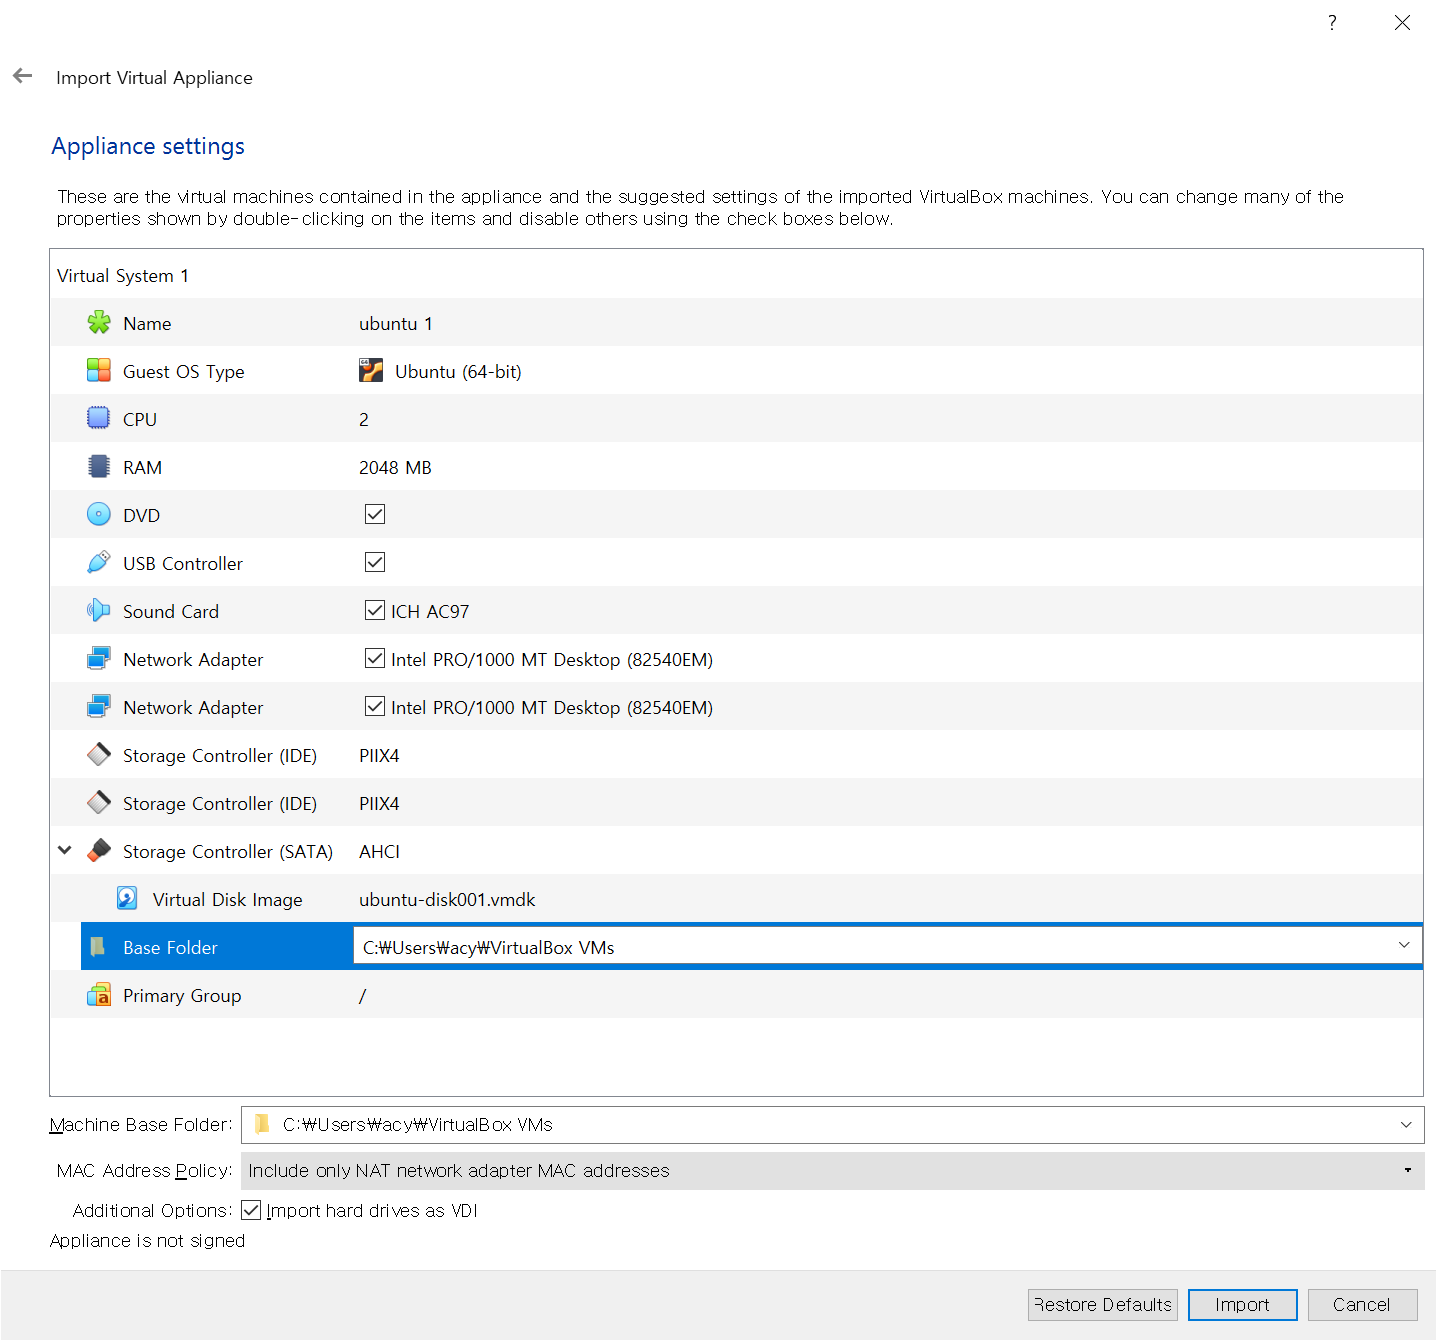 ?
Import Virtual Appliance
Appliance settings
These are the virtual machines contained in the appliance and the suggested settings of the imported VirtualBox machines. You can change many of the
properties shown by double-clicking on the items and disable others using the check boxes below.
Virtual System 1
Name ubuntu 1
Guest OS Type 64 Ubuntu (64-bit)
CPU 2
RAM 2048 MB
DVD
USB Controller
Sound Card ICH AC97
Network Adapter Intel PRO/1000 MT Desktop (82540EM)
Network Adapter Intel PRO/1000 MT Desktop (82540EM)
Storage Controller (IDE) PIIX4
Storage Controller (IDE) PIIX4
Storage Controller (SATA) AHCI
Virtual Disk Image ubuntu-disk001.vmdk
Base Folder C:₩Users₩acy₩VirtualBox VMs
a Primary Group /
Machine Base Folder: C:₩Users₩acy₩VirtualBox VMs
MAC Address Policy: Include only NAT network adapter MAC addresses
Additional Options: Import hard drives as VDI
Appliance is not signed
Restore Defaults Import Cancel